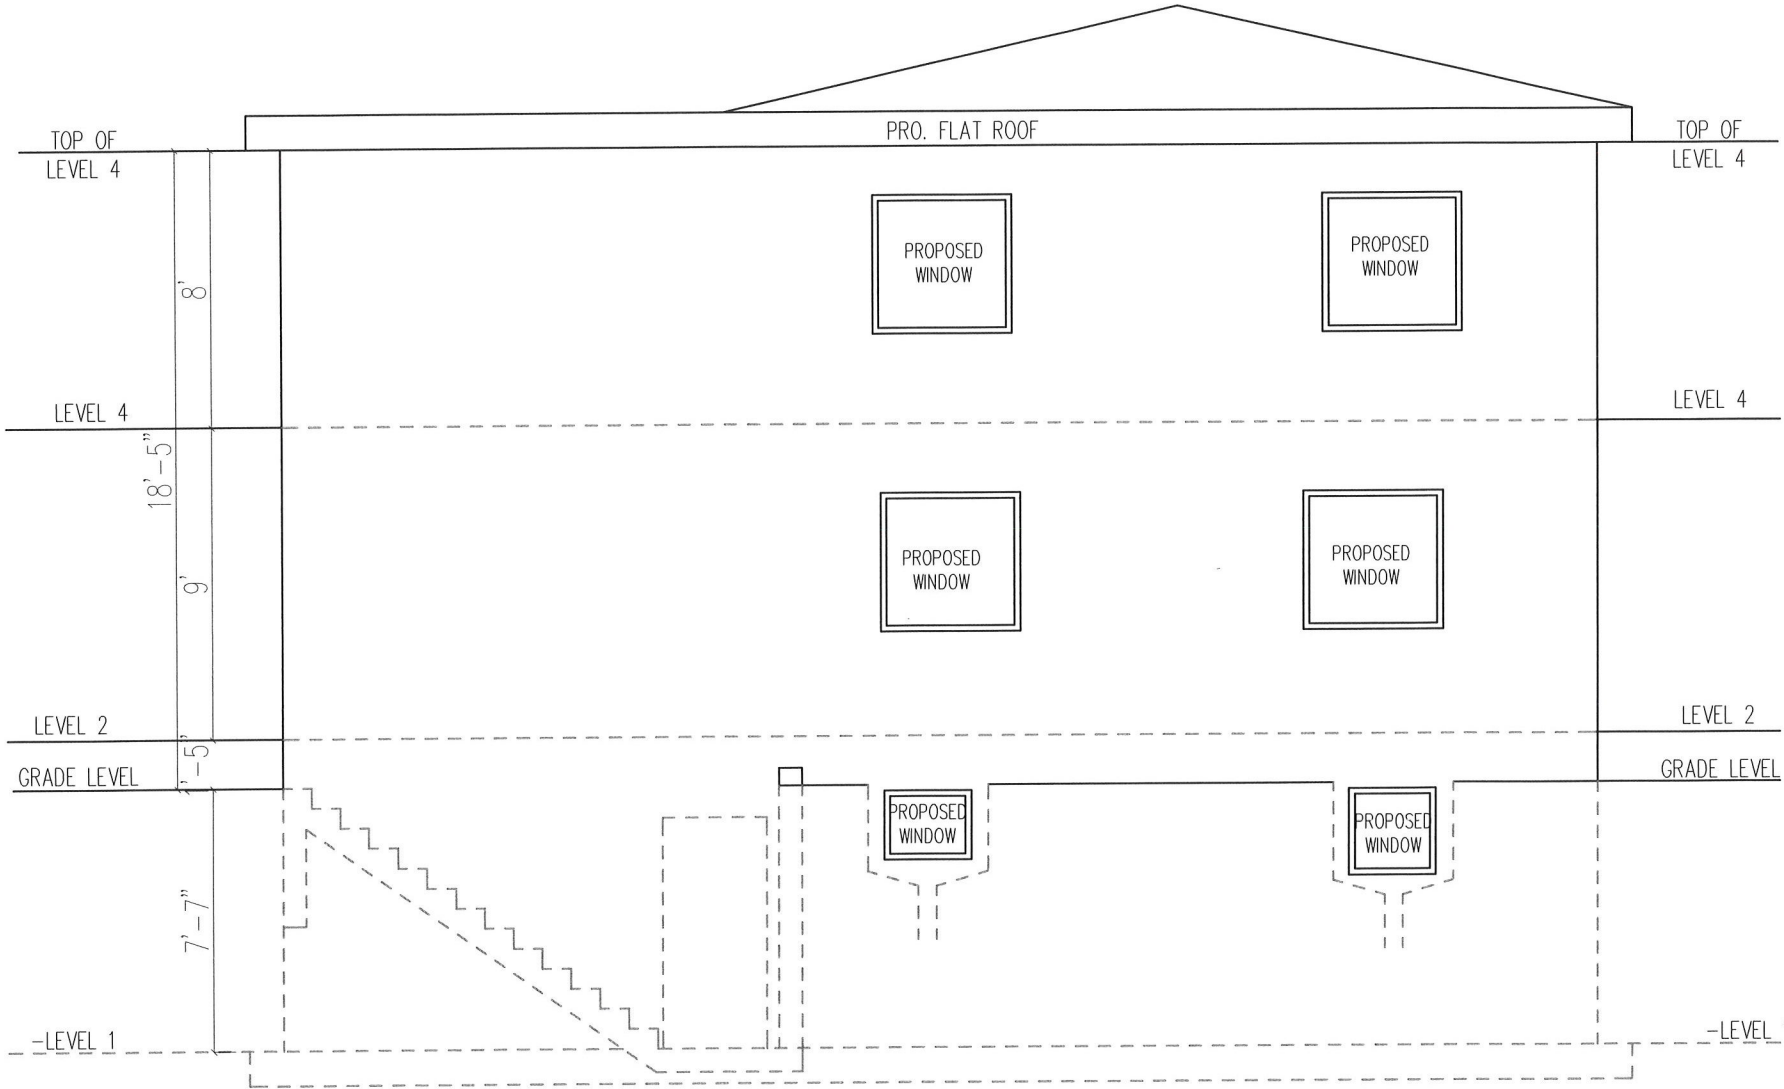 PRO. FLAT ROOF
TOP OF
LEVEL 4
TOP OF
LEVEL 4
PROPOSED
WINDOW
PROPOSED
WINDOW
8'
LEVEL 4
LEVEL 4
18'-5"
PROPOSED
WINDOW
PROPOSED
WINDOW
9'
LEVEL 2
LEVEL 2
1'-5"
GRADE LEVEL
GRADE LEVEL
PROPOSED
WINDOW
PROPOSED
WINDOW
7'-7"
-LEVEL 1
-LEVEL